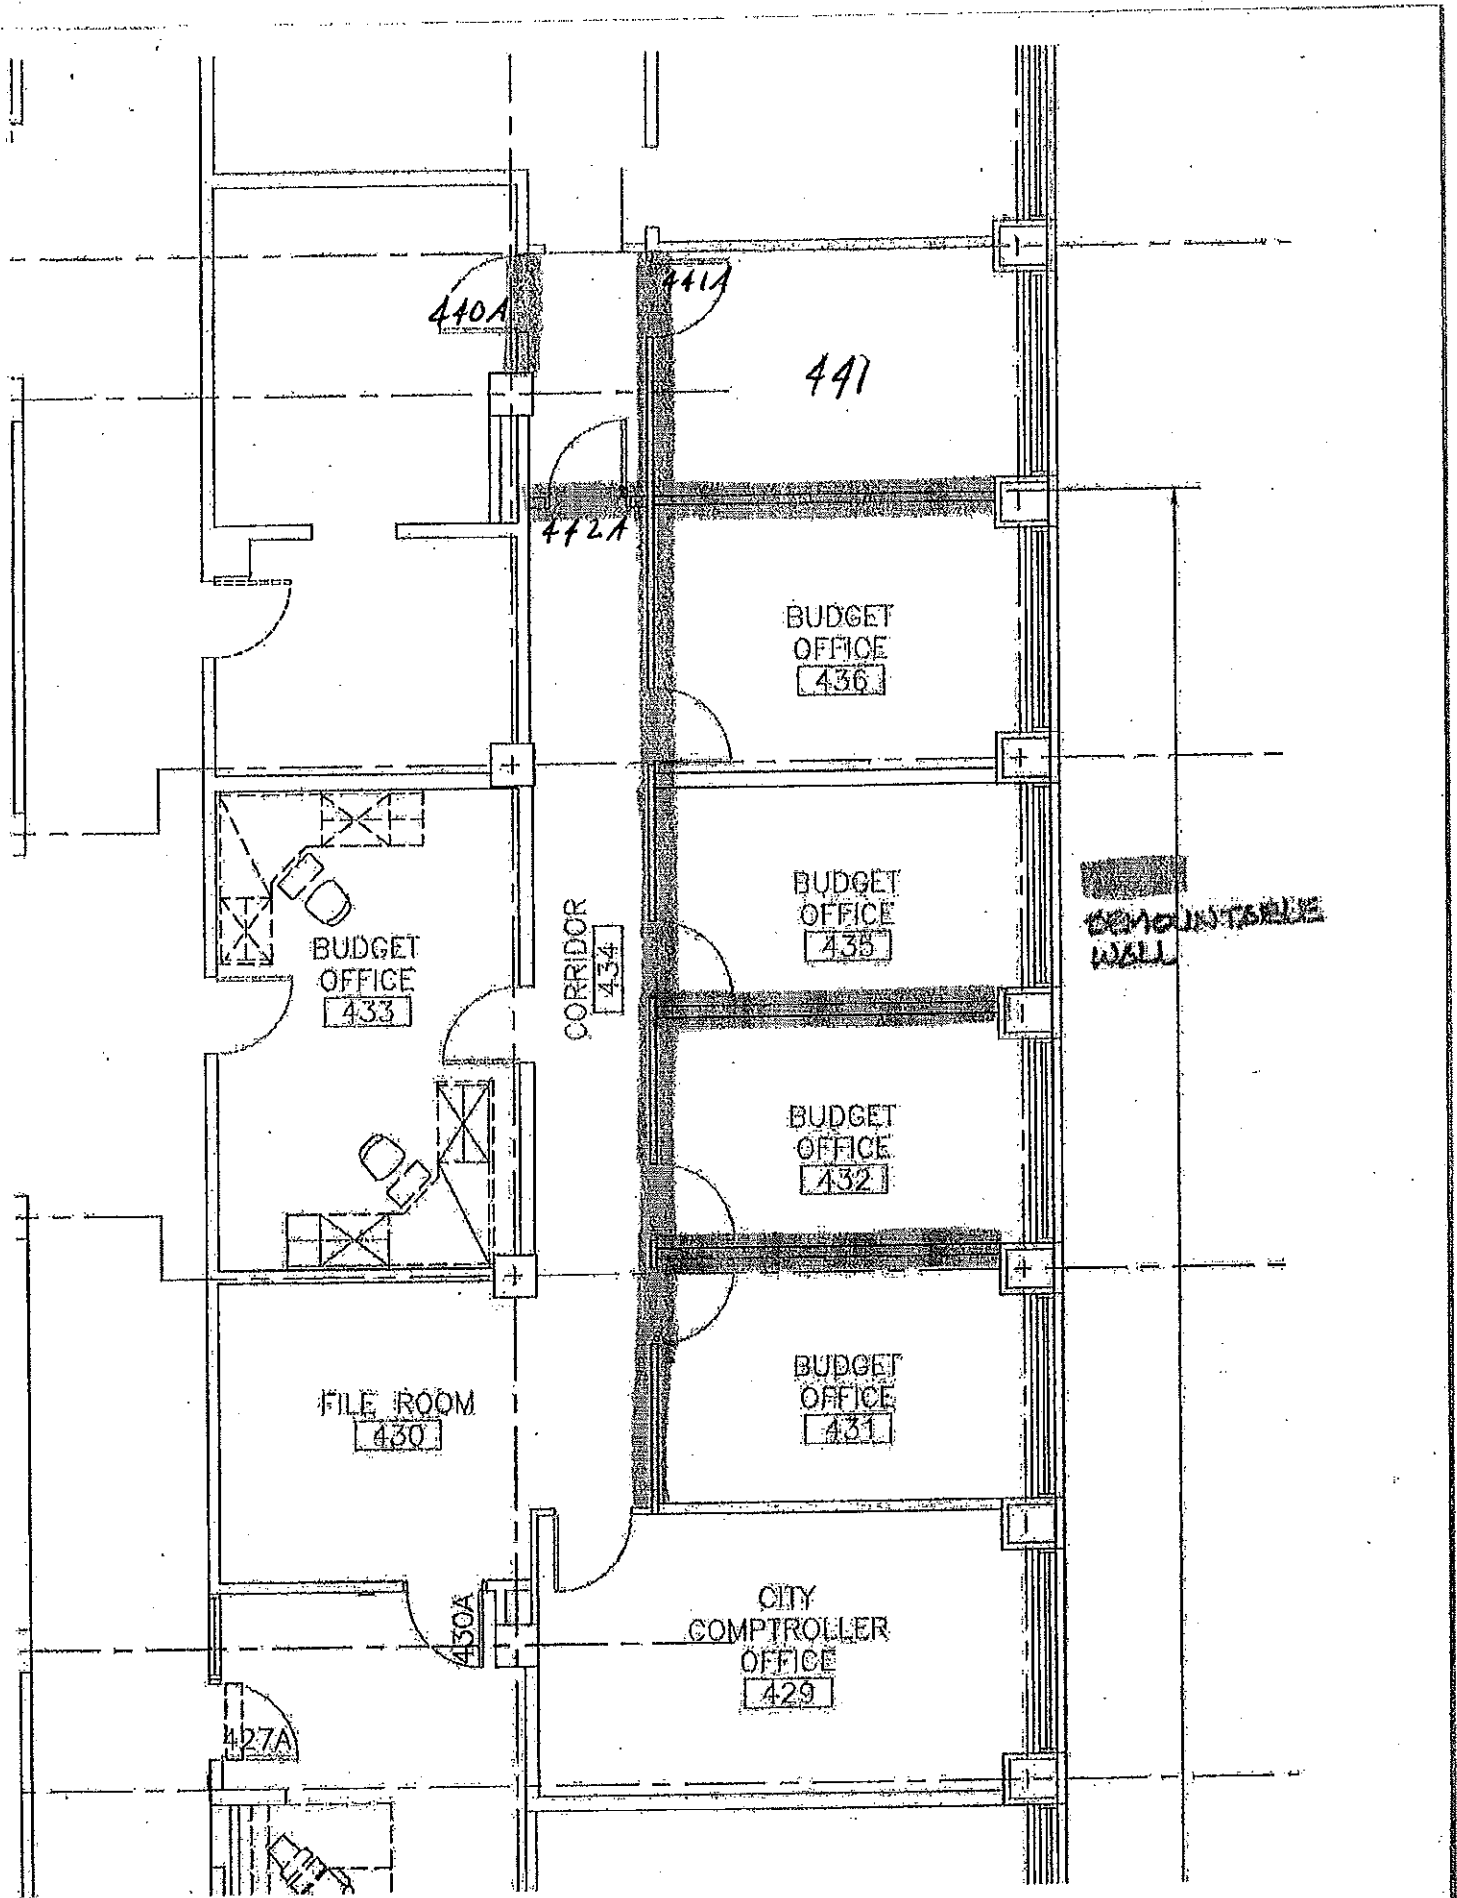 440A
441A
441
442A
BUDGET
OFFICE
436
BUDGET
OFFICE
435
DEMOUNTABLE
WALL
BUDGET
OFFICE
433
CORRIDOR
434
BUDGET
OFFICE
432
BUDGET
OFFICE
431
FILE ROOM
430
430A
CITY
COMPTROLLER
OFFICE
429
427A